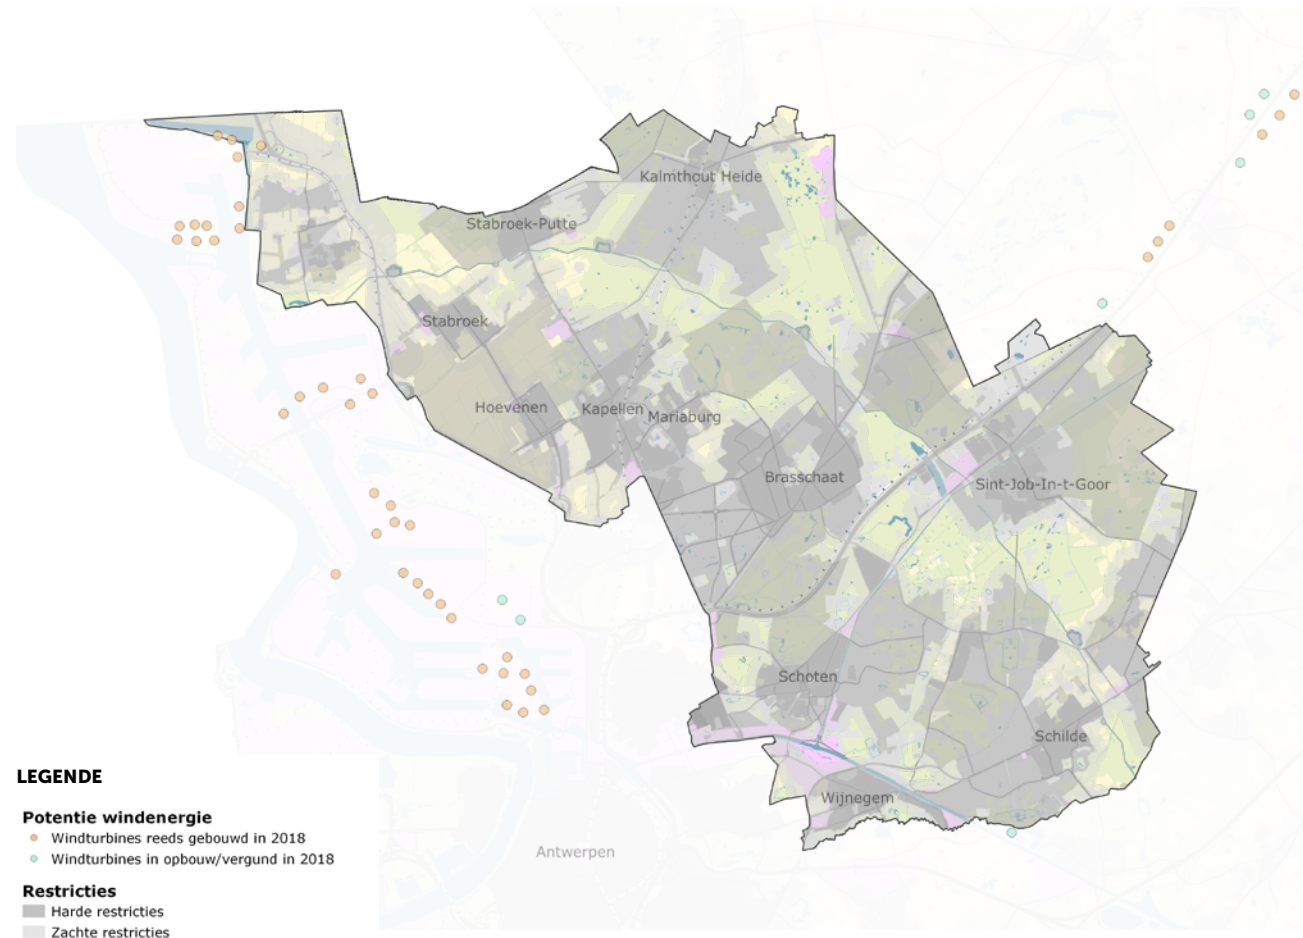 Kalmthout Heide
Stabroek-Putte
Stabroek
Hoevenen
Kapellen
Mariaburg
Brasschaat
Sint-Job-In-t-Goor
Schoten
Schilde
Wijnegem
Antwerpen
LEGENDE
Potentie windenergie
Windturbines reeds gebouwd in 2018
Windturbines in opbouw/vergund in 2018
Restricties
Harde restricties
Zachte restricties